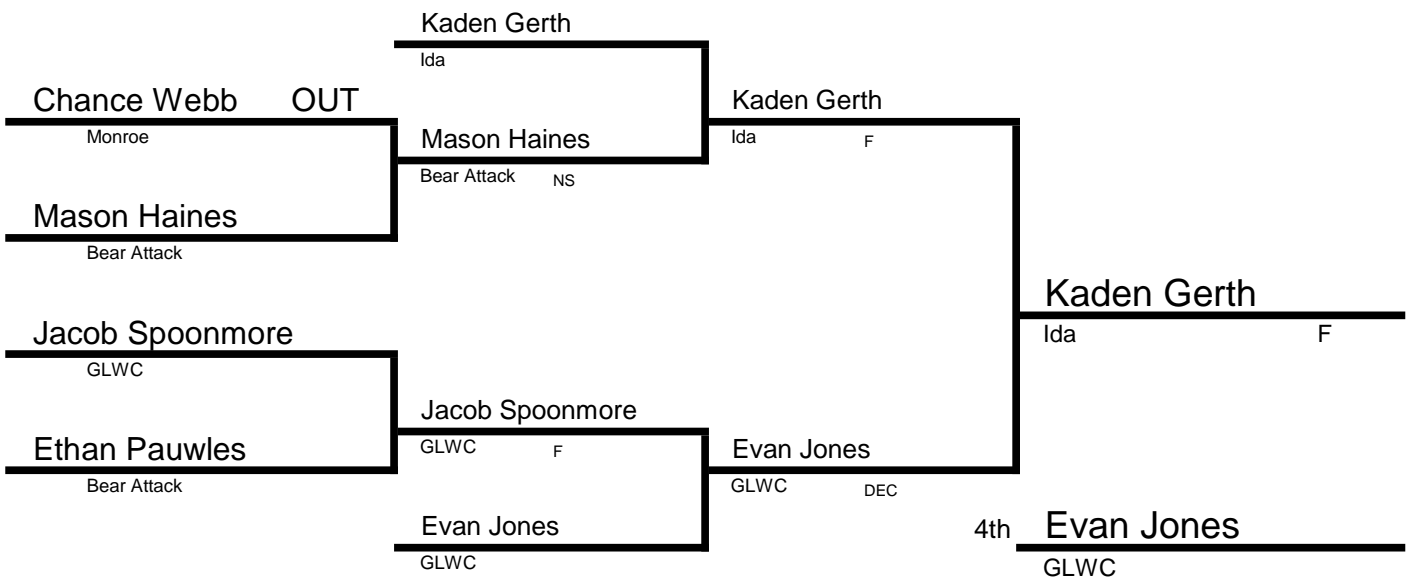 Kaden Gerth
Ida
Chance Webb OUT
Monroe
Kaden Gerth
Ida F
Mason Haines
Bear Attack NS
Mason Haines
Bear Attack
Kaden Gerth
Ida F
Jacob Spoonmore
GLWC
Jacob Spoonmore
GLWC F
Ethan Pauwles
Bear Attack
Evan Jones
GLWC DEC
Evan Jones
GLWC
4th Evan Jones
GLWC